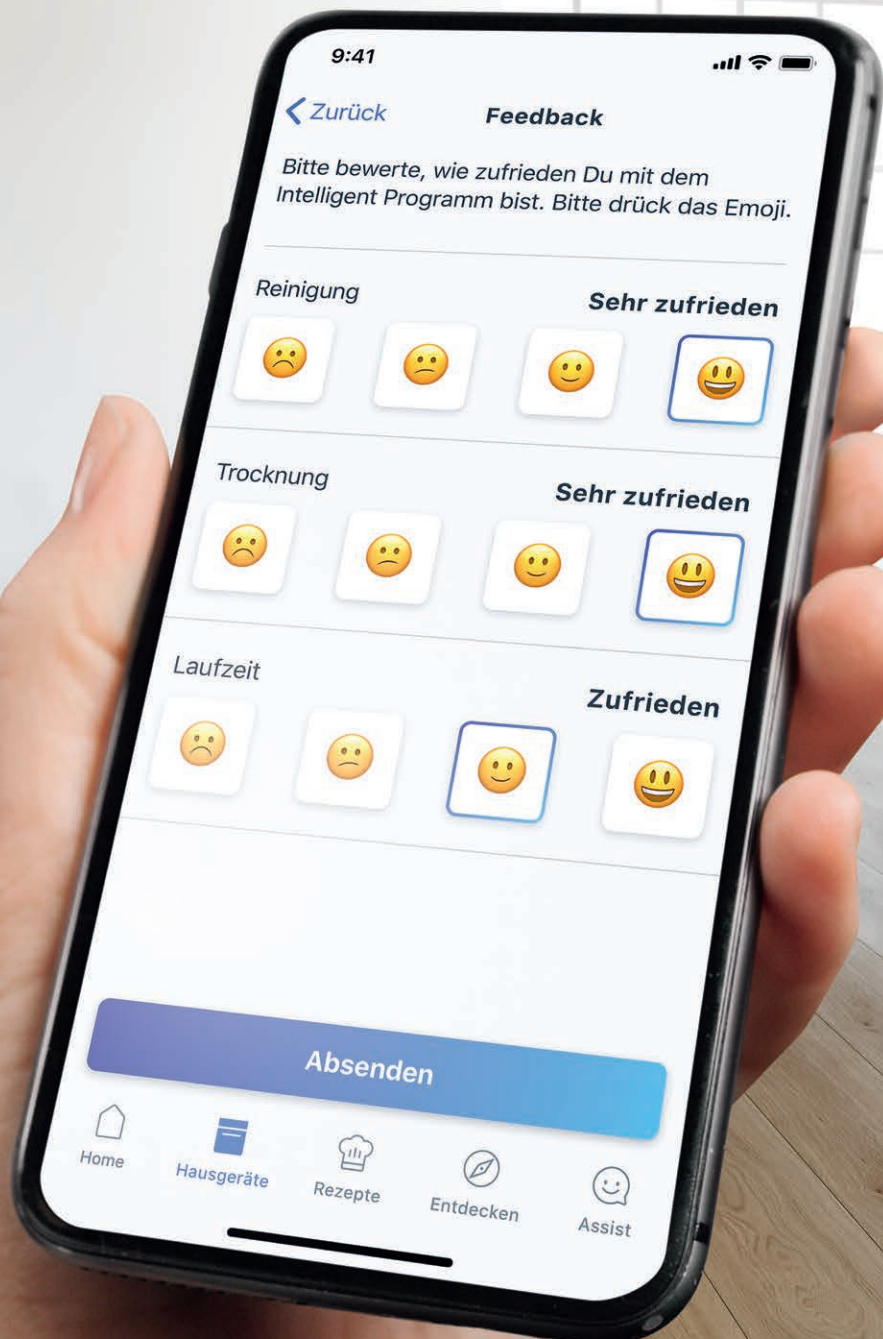 9:41
Zurück
Feedback
Bitte bewerte, wie zufrieden Du mit dem
Intelligent Programm bist. Bitte drück das Emoji.
Reinigung
Sehr zufrieden
Trocknung
Sehr zufrieden
Laufzeit
Zufrieden
Absenden
Home
Hausgeräte
Rezepte
Entdecken
Assist